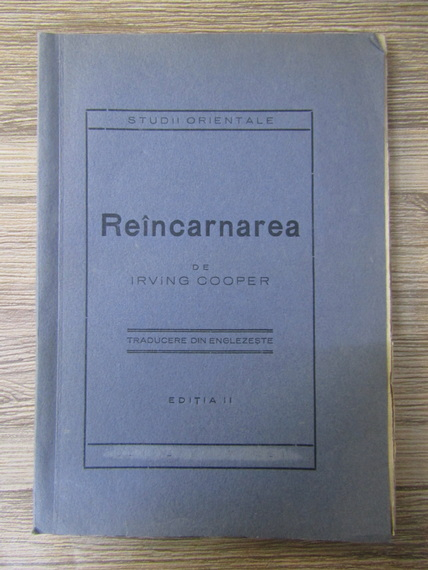 STUDII ORIENTALE
Reîncarnarea
DE
IRVING COOPER
TRADUCERE DIN ENGLEZEȘTE
EDIȚIA II